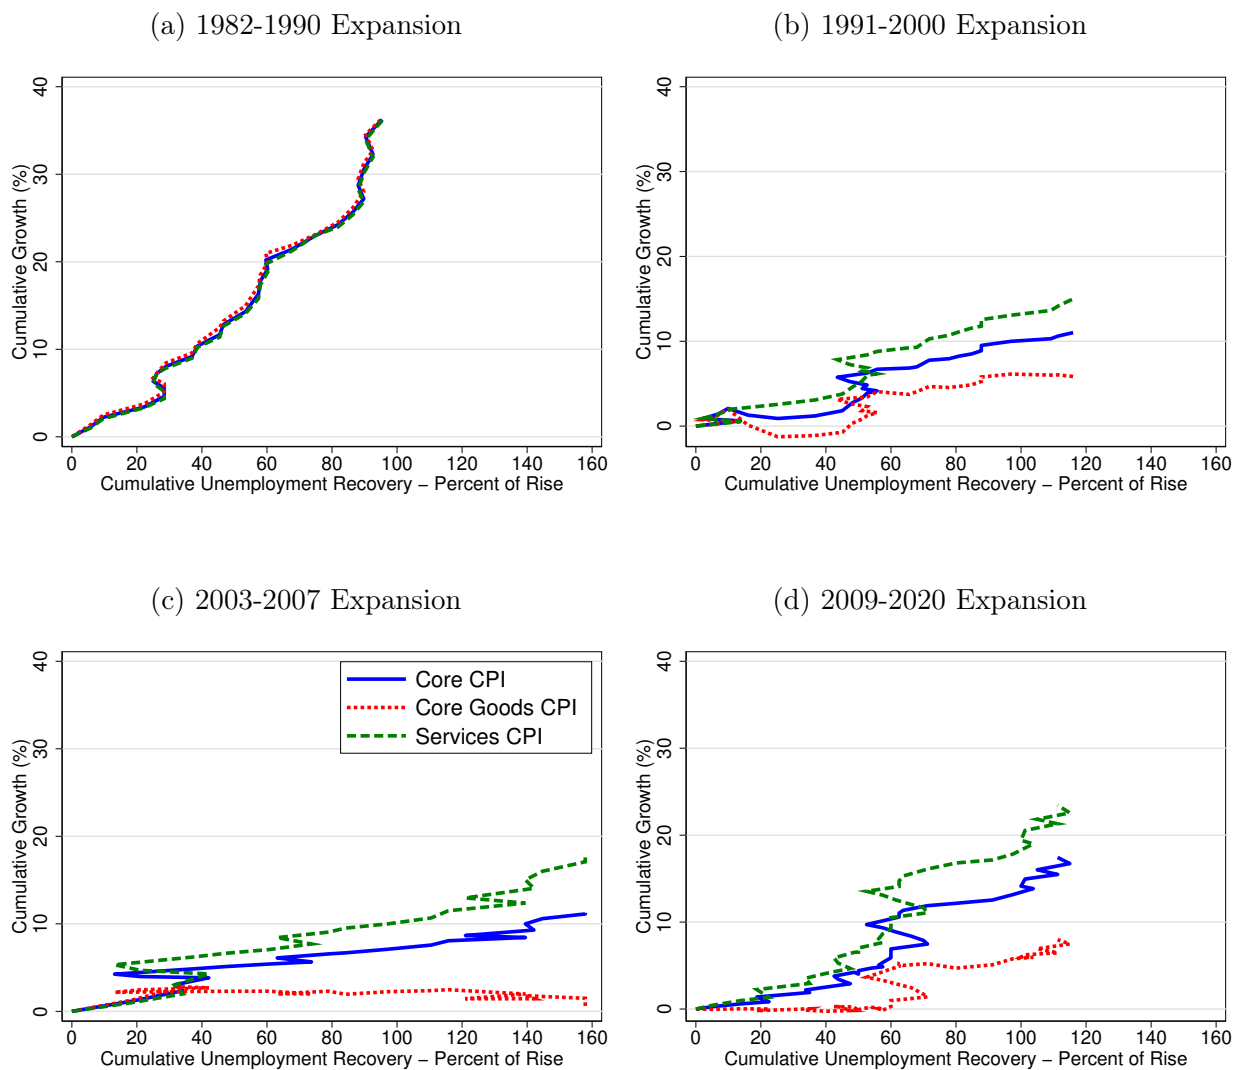 (a) 1982-1990 Expansion
Cumulative Growth (%)
40
30
20
10
0
0 20 40 60 80 100 120 140 160
Cumulative Unemployment Recovery – Percent of Rise
(b) 1991-2000 Expansion
Cumulative Growth (%)
40
30
20
10
0
0 20 40 60 80 100 120 140 160
Cumulative Unemployment Recovery – Percent of Rise
(c) 2003-2007 Expansion
Cumulative Growth (%)
40
30
20
10
0
Core CPI
Core Goods CPI
Services CPI
0 20 40 60 80 100 120 140 160
Cumulative Unemployment Recovery – Percent of Rise
(d) 2009-2020 Expansion
Cumulative Growth (%)
40
30
20
10
0
0 20 40 60 80 100 120 140 160
Cumulative Unemployment Recovery – Percent of Rise